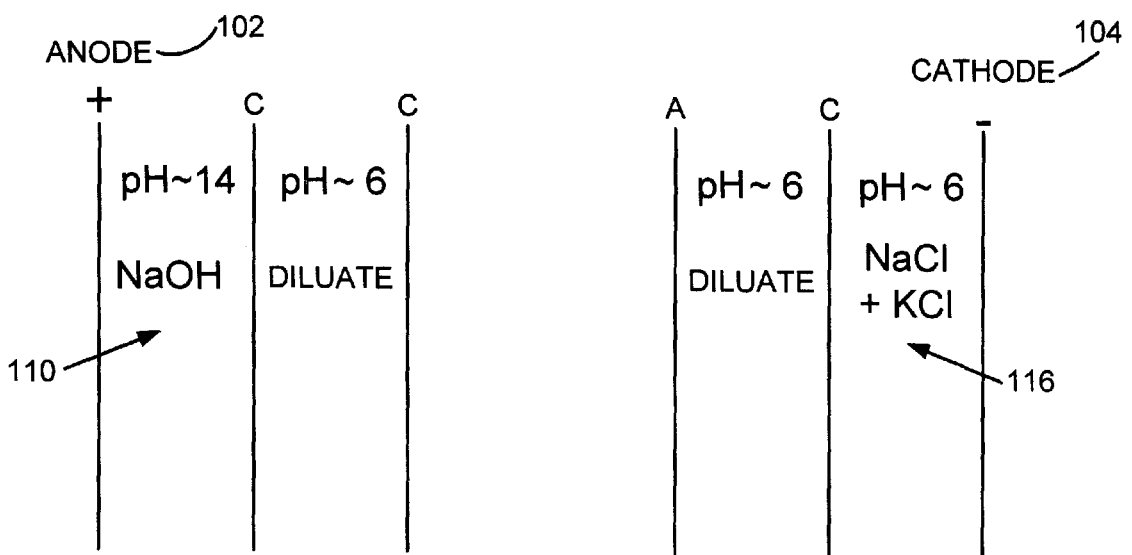 ANODE 102
104
CATHODE
+ C C A C -
pH~14 pH~ 6 pH~ 6 pH~ 6
NaOH DILUATE DILUATE NaCl
+ KCl
110 116